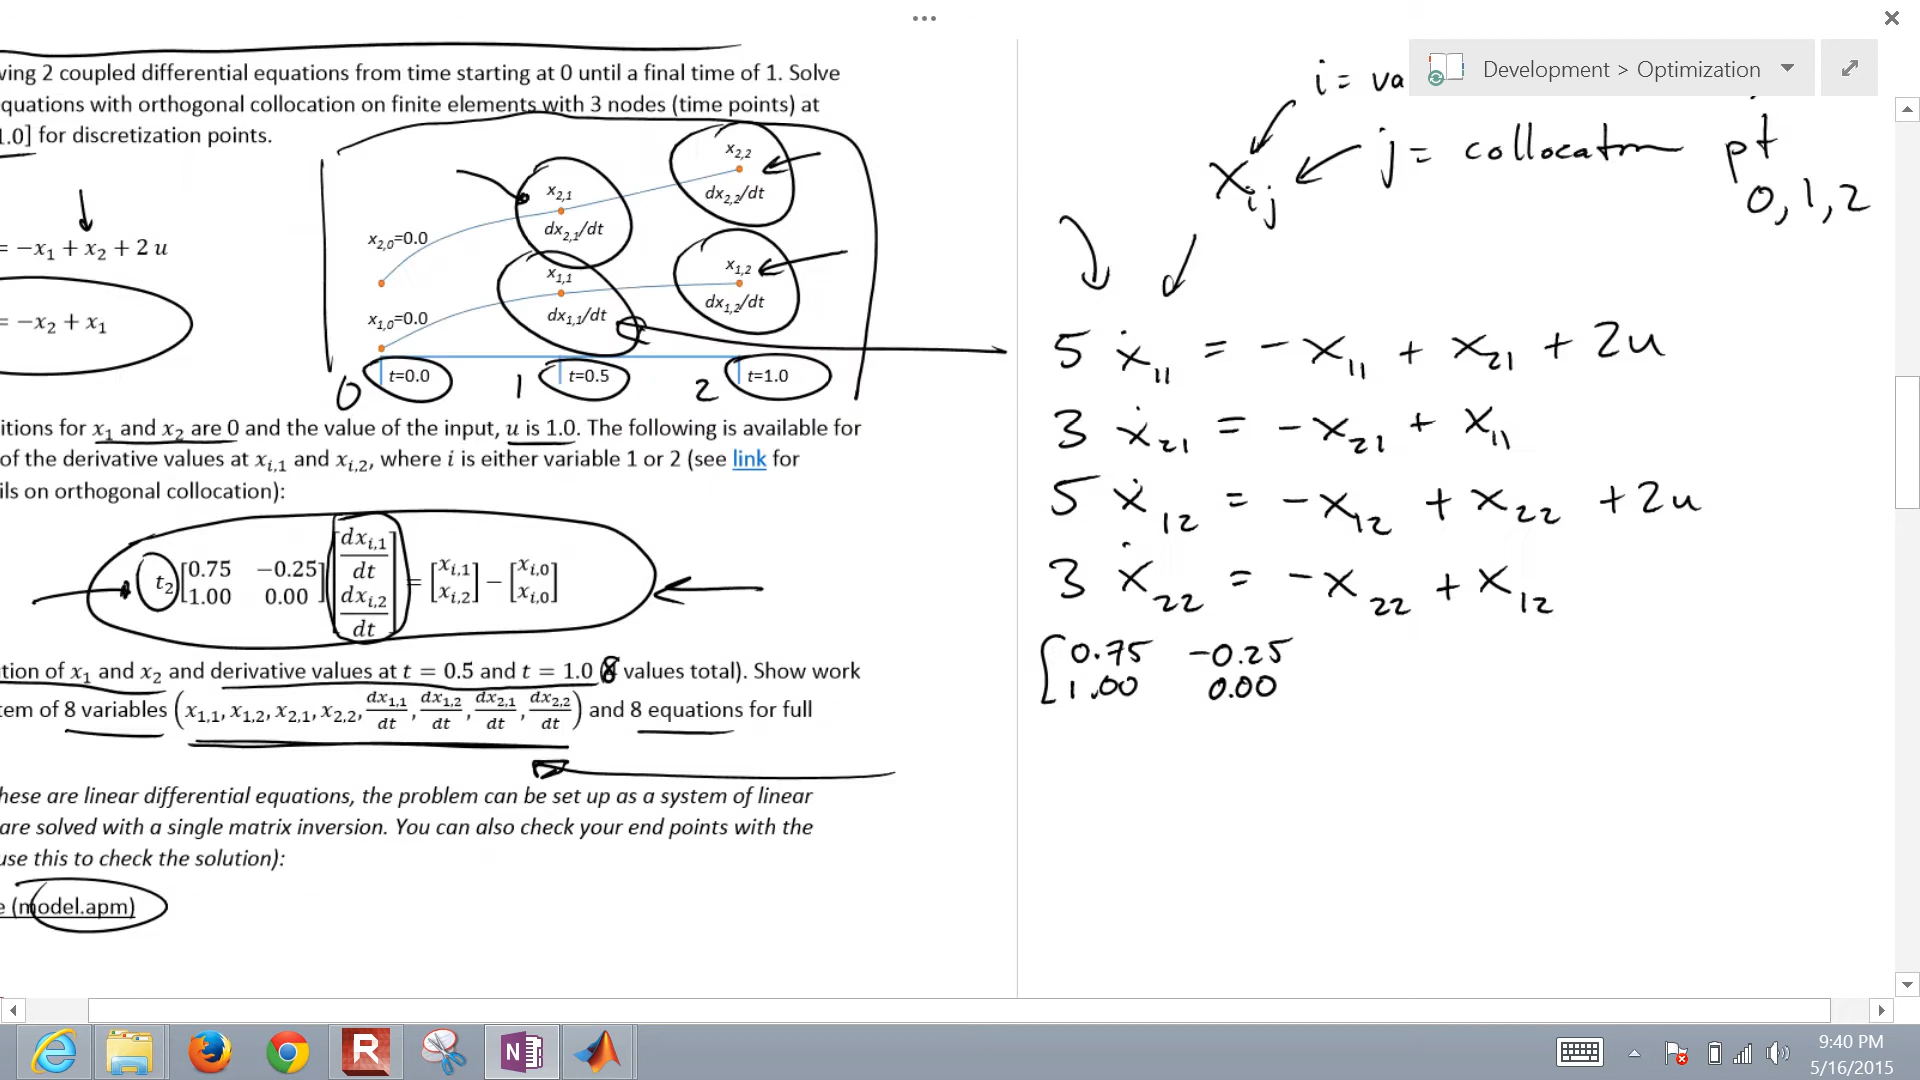 ving 2 coupled differential equations from time starting at 0 until a final time of 1. Solve
quations with orthogonal collocation on finite elements with 3 nodes (time points) at
1.0] for discretization points.
= −x₁ + x₂ + 2 u
= −x₂ + x₁
x2,2
dx2,2/dt
x2,1
dx2,1/dt
x2,0=0.0
x1,2
dx1,2/dt
x1,1
dx1,1/dt
x1,0=0.0
0 t=0.0 1 t=0.5 2 t=1.0
itions for x₁ and x₂ are 0 and the value of the input, u is 1.0. The following is available for
of the derivative values at xi,1 and xi,2, where i is either variable 1 or 2 (see link for
ils on orthogonal collocation):
t₂ [0.75 −0.25; 1.00 0.00] [dxi,1/dt; dxi,2/dt] = [xi,1; xi,2] − [xi,0; xi,0]
tion of x₁ and x₂ and derivative values at t = 0.5 and t = 1.0 (8 values total). Show work
tem of 8 variables (x1,1, x1,2, x2,1, x2,2, dx1,1/dt, dx1,2/dt, dx2,1/dt, dx2,2/dt) and 8 equations for full
hese are linear differential equations, the problem can be set up as a system of linear
are solved with a single matrix inversion. You can also check your end points with the
use this to check the solution):
e (model.apm)
Development > Optimization
i = va
xij j = collocation pt
0, 1, 2
5 ẋ11 = −x11 + x21 + 2u
3 ẋ21 = −x21 + x11
5 ẋ12 = −x12 + x22 + 2u
3 ẋ22 = −x22 + x12
[0.75 −0.25
1.00 0.00
9:40 PM
5/16/2015